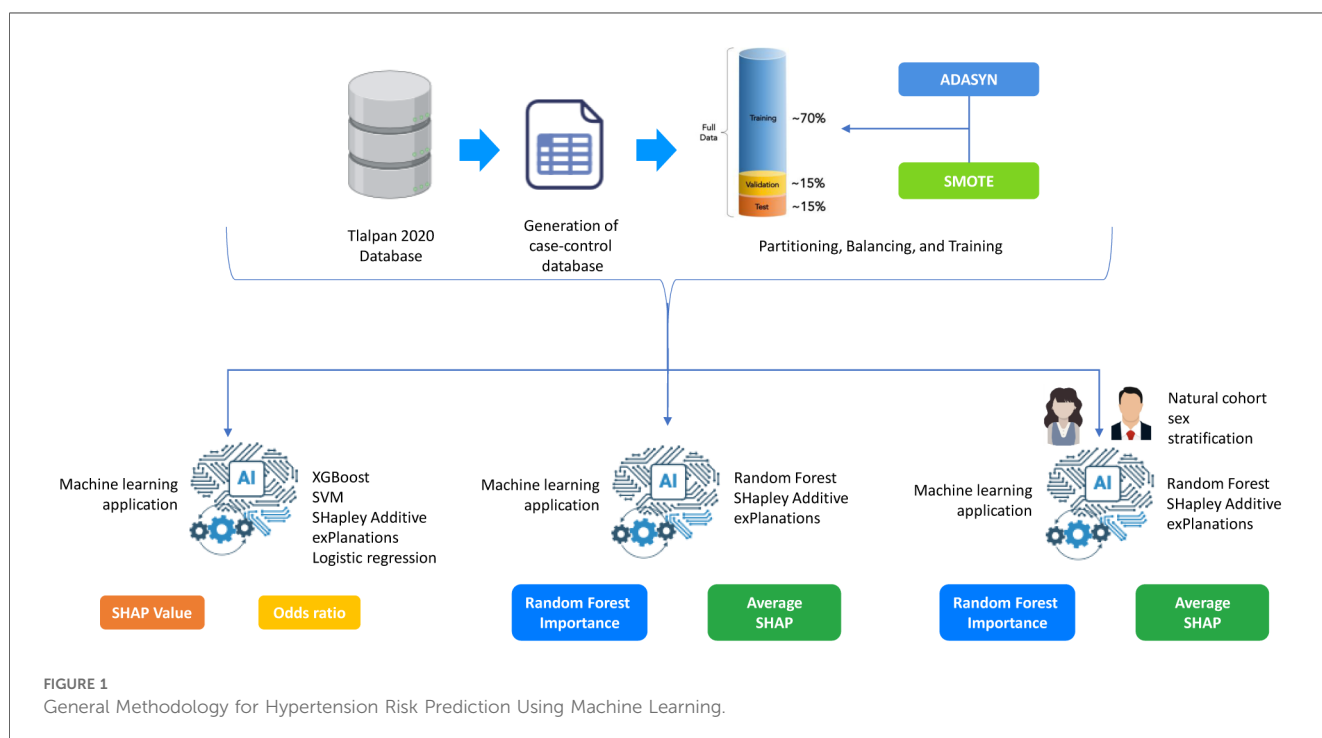 Tlalpan 2020
Database
Generation of
case-control
database
Full
Data
Training
~70%
Validation
~15%
Test
~15%
ADASYN
SMOTE
Partitioning, Balancing, and Training
Machine learning
application
AI
XGBoost
SVM
SHapley Additive
exPlanations
Logistic regression
SHAP Value
Odds ratio
Machine learning
application
AI
Random Forest
SHapley Additive
exPlanations
Random Forest
Importance
Average
SHAP
Natural cohort
sex
stratification
Machine learning
application
AI
Random Forest
SHapley Additive
exPlanations
Random Forest
Importance
Average
SHAP
FIGURE 1
General Methodology for Hypertension Risk Prediction Using Machine Learning.